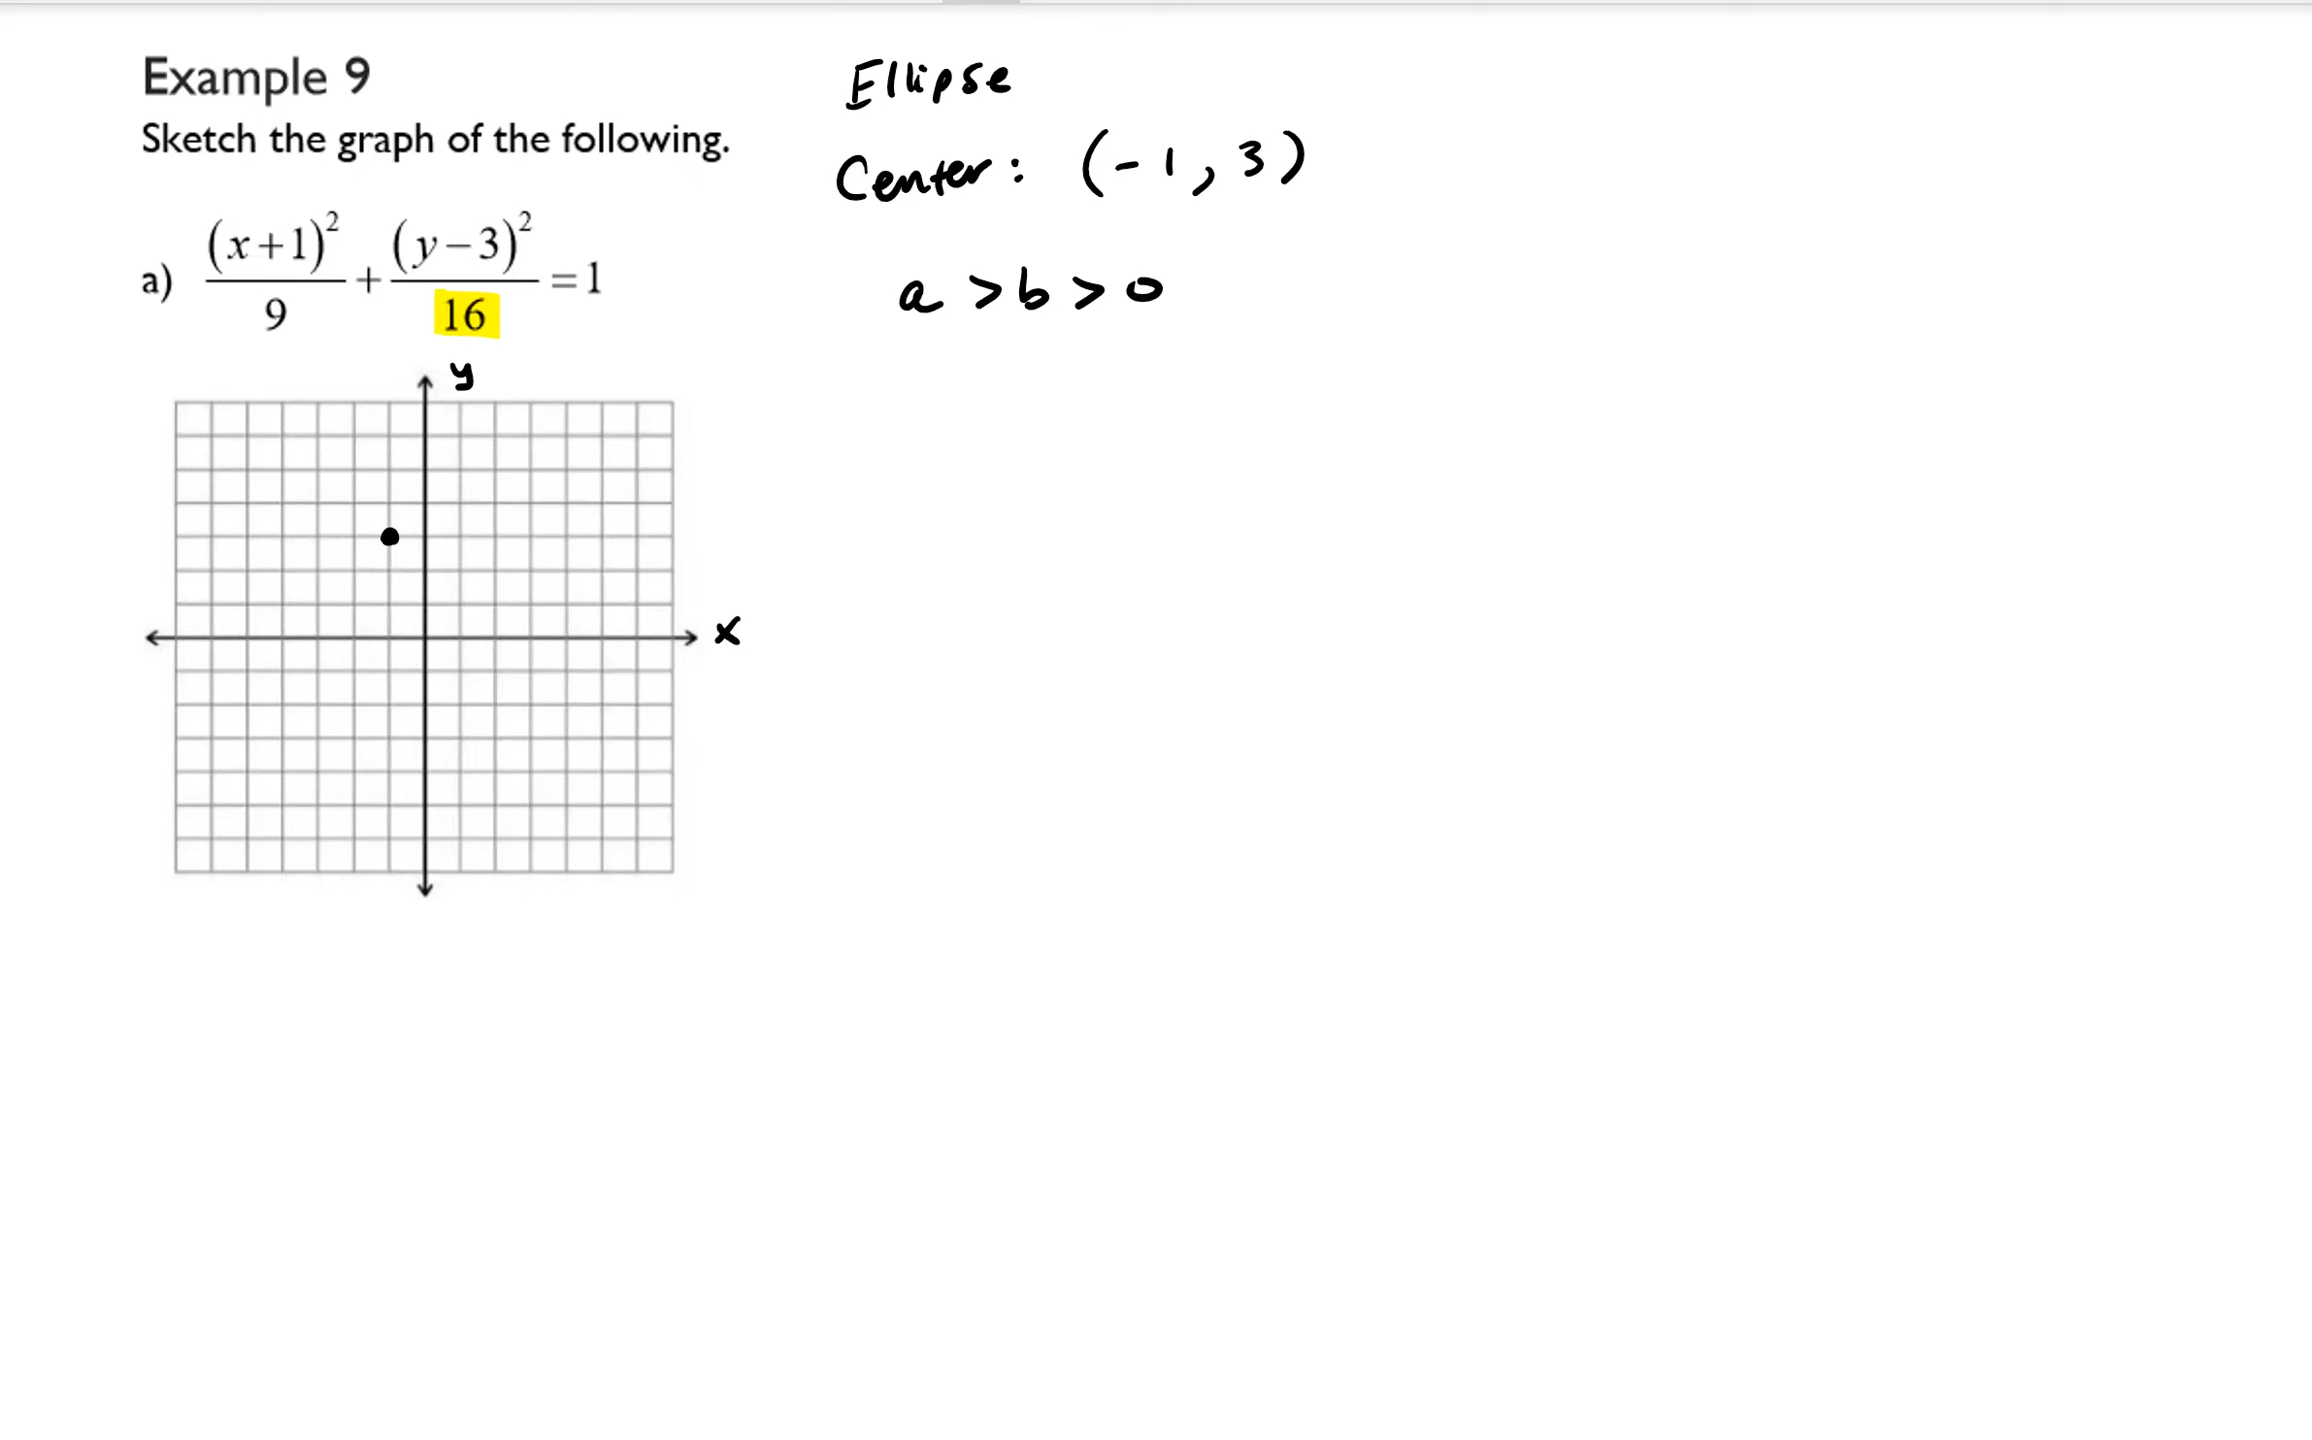 Example 9
Sketch the graph of the following.
a) (x+1)²/9 + (y−3)²/16 = 1
Ellipse
Center: (-1, 3)
a > b > 0
y
x